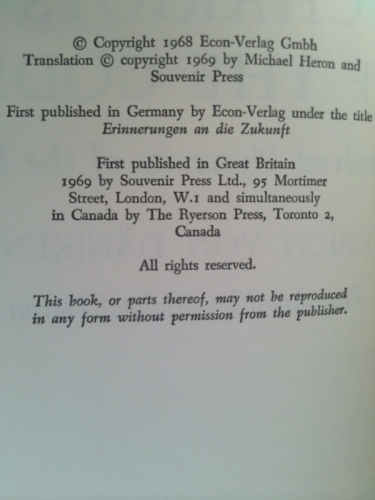 © Copyright 1968 Econ-Verlag Gmbh
Translation © copyright 1969 by Michael Heron and
Souvenir Press
First published in Germany by Econ-Verlag under the title
Erinnerungen an die Zukunft
First published in Great Britain
1969 by Souvenir Press Ltd., 95 Mortimer
Street, London, W.1 and simultaneously
in Canada by The Ryerson Press, Toronto 2,
Canada
All rights reserved.
This book, or parts thereof, may not be reproduced
in any form without permission from the publisher.